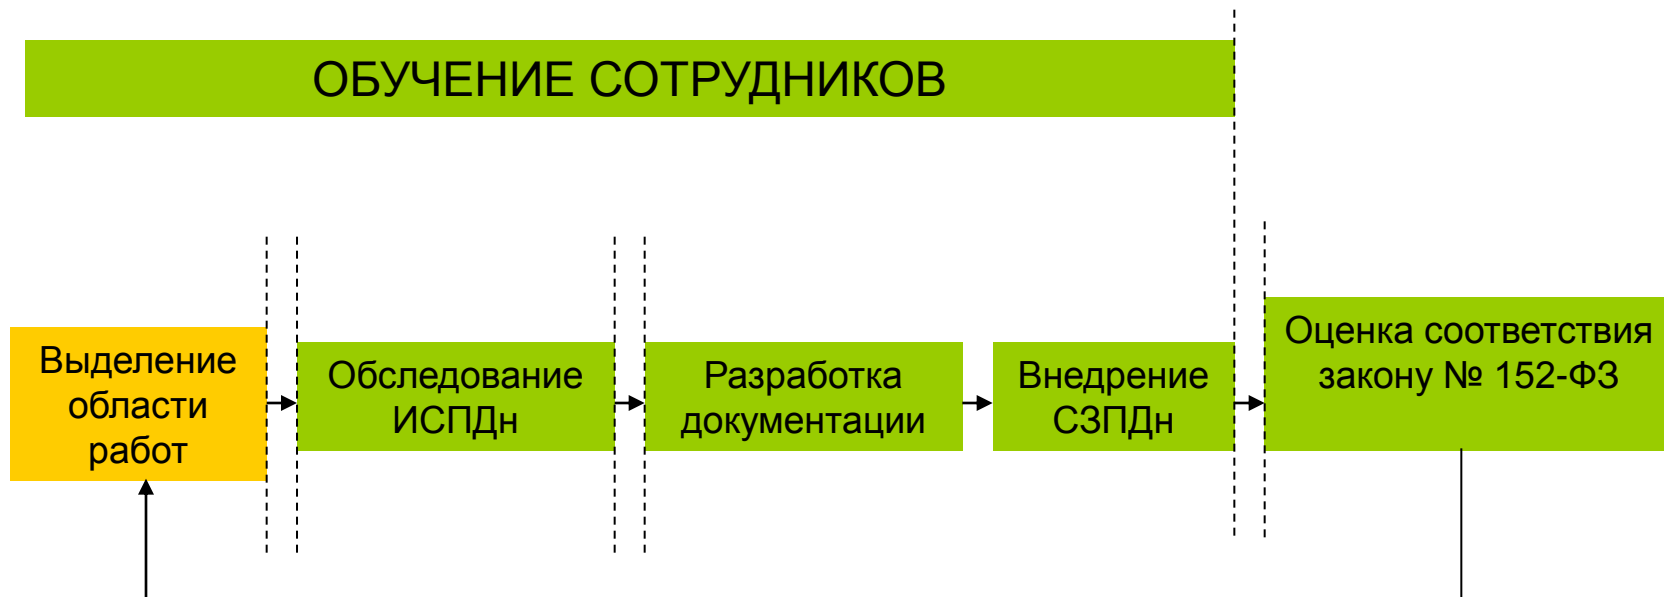 ОБУЧЕНИЕ СОТРУДНИКОВ
Выделение
области
работ
Обследование
ИСПДн
Разработка
документации
Внедрение
СЗПДн
Оценка соответствия
закону № 152-ФЗ